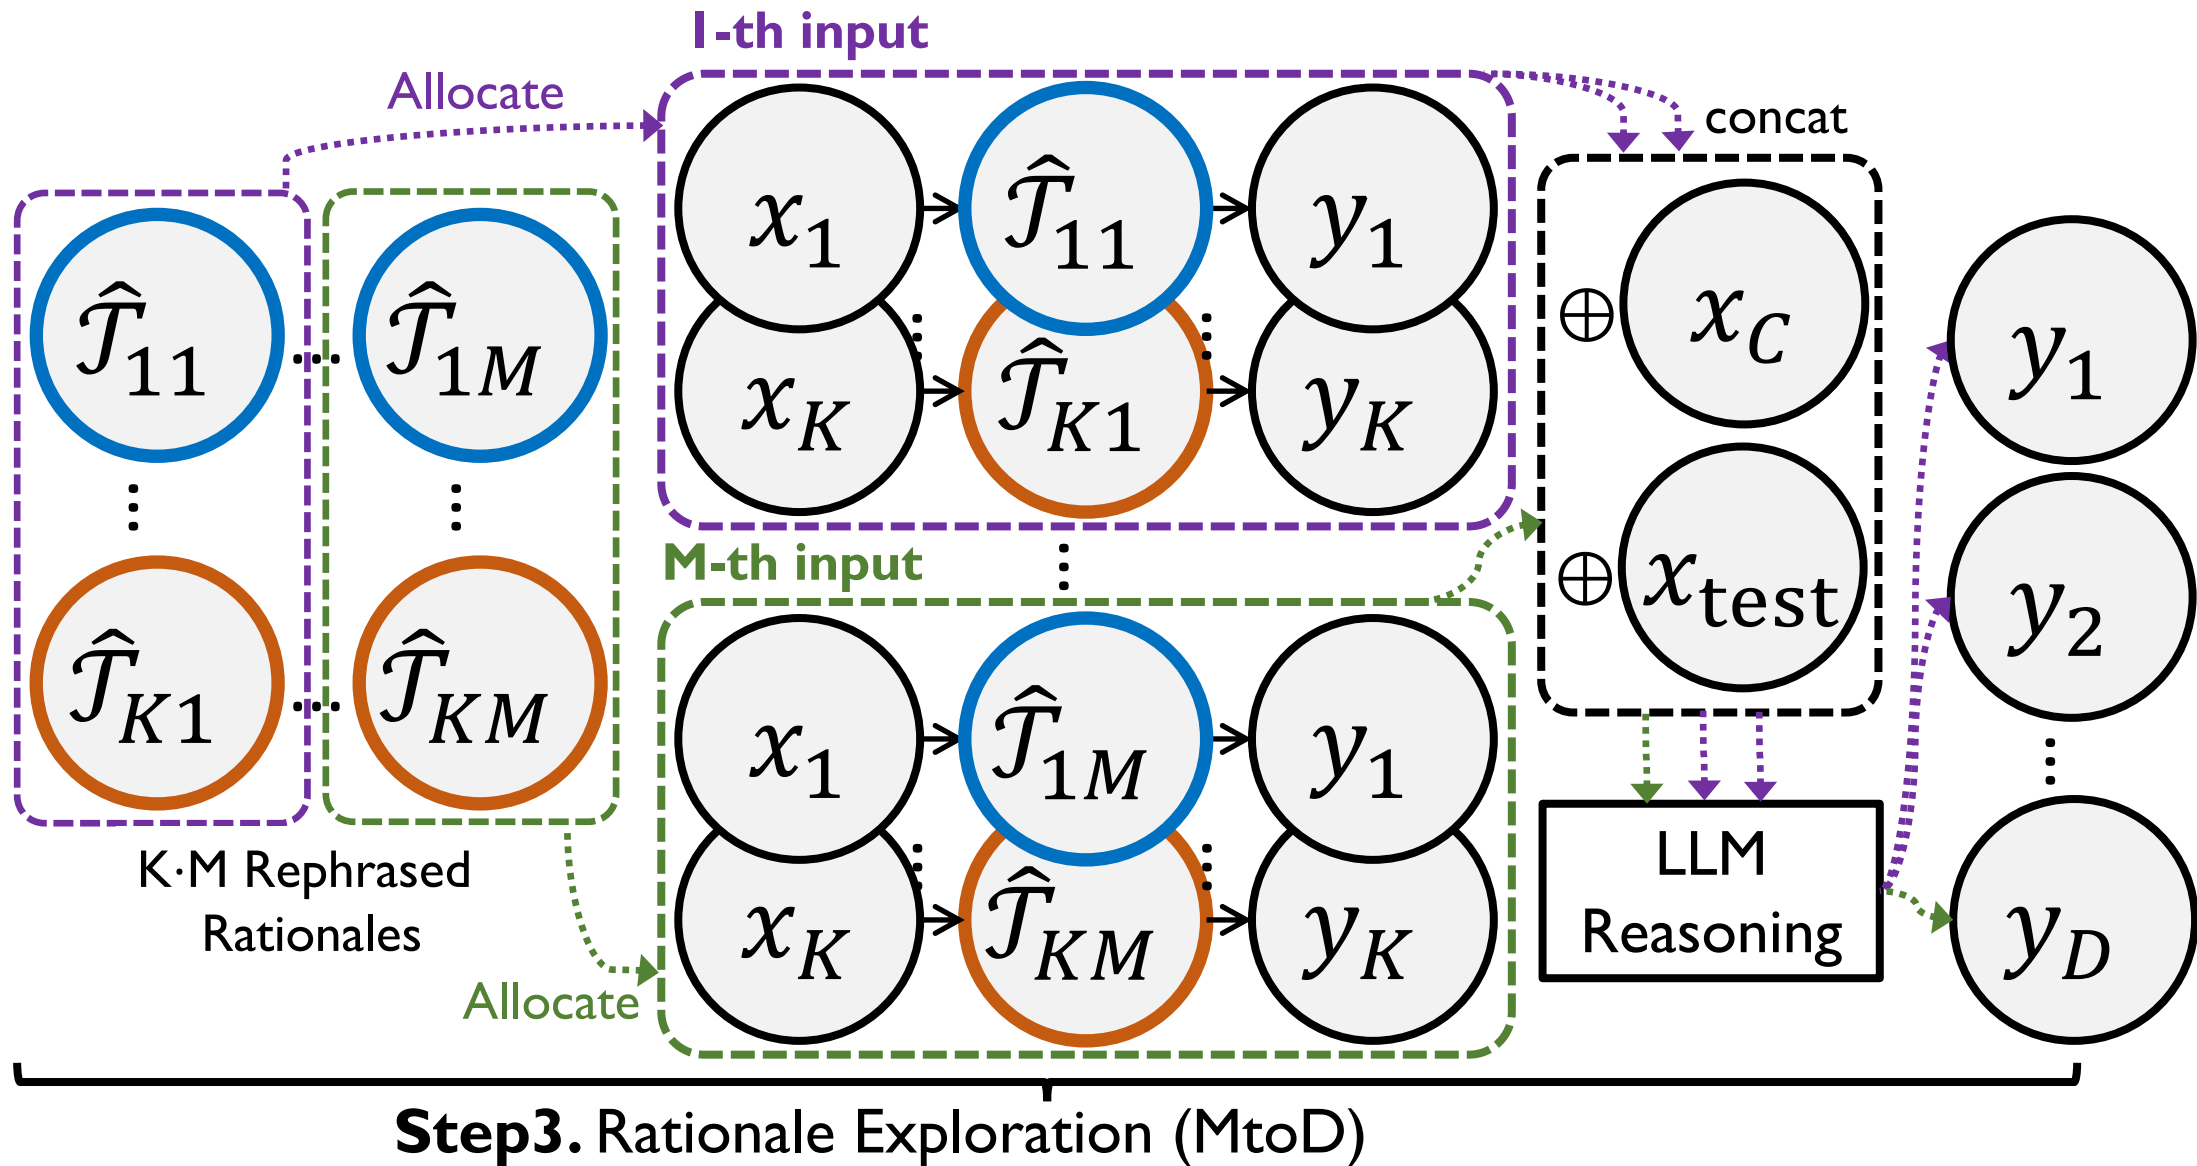 1-th input
Allocate
concat
𝒯̂₁₁ ... 𝒯̂₁M
⋮ ⋮
𝒯̂K1 ... 𝒯̂KM
K·M Rephrased
Rationales
x₁ → 𝒯̂₁₁ → y₁
⋮ ⋮
xK → 𝒯̂K1 → yK
⋮
M-th input
x₁ → 𝒯̂₁M → y₁
⋮ ⋮
xK → 𝒯̂KM → yK
Allocate
⊕ xC
⊕ xtest
LLM
Reasoning
y₁
y₂
⋮
yD
Step3. Rationale Exploration (MtoD)